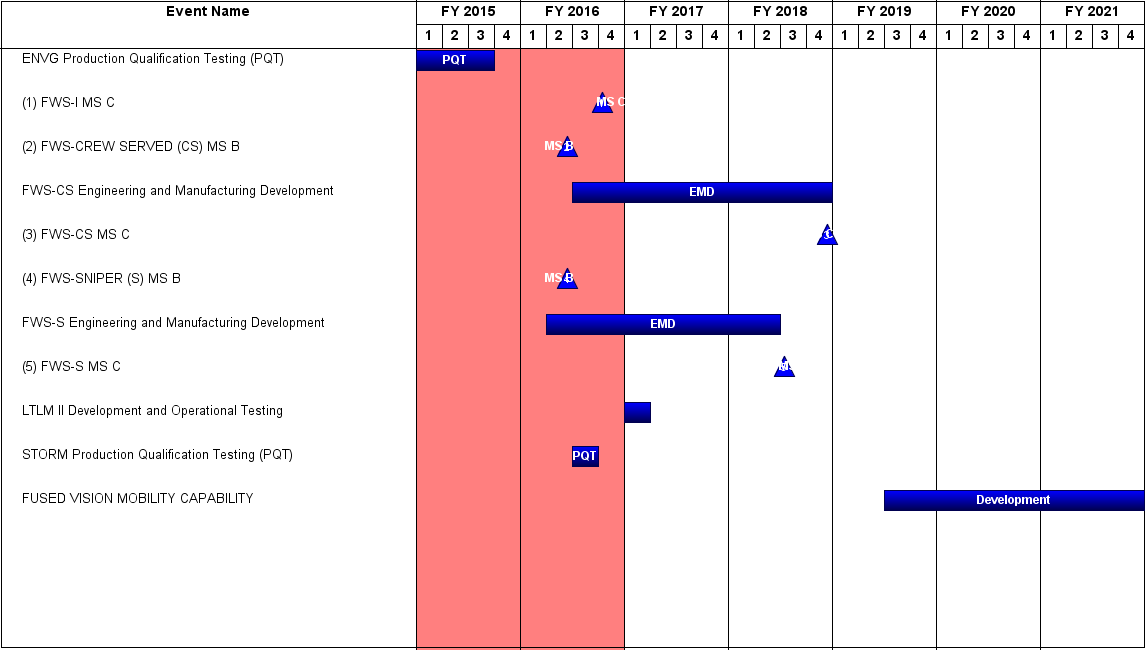 Event Name FY 2015 FY 2016 FY 2017 FY 2018 FY 2019 FY 2020 FY 2021
1 2 3 4 1 2 3 4 1 2 3 4 1 2 3 4 1 2 3 4 1 2 3 4 1 2 3 4
ENVG Production Qualification Testing (PQT) PQT
(1) FWS-I MS C MS C
(2) FWS-CREW SERVED (CS) MS B MS B
FWS-CS Engineering and Manufacturing Development EMD
(3) FWS-CS MS C
(4) FWS-SNIPER (S) MS B MS B
FWS-S Engineering and Manufacturing Development EMD
(5) FWS-S MS C
LTLM II Development and Operational Testing
STORM Production Qualification Testing (PQT) PQT
FUSED VISION MOBILITY CAPABILITY Development